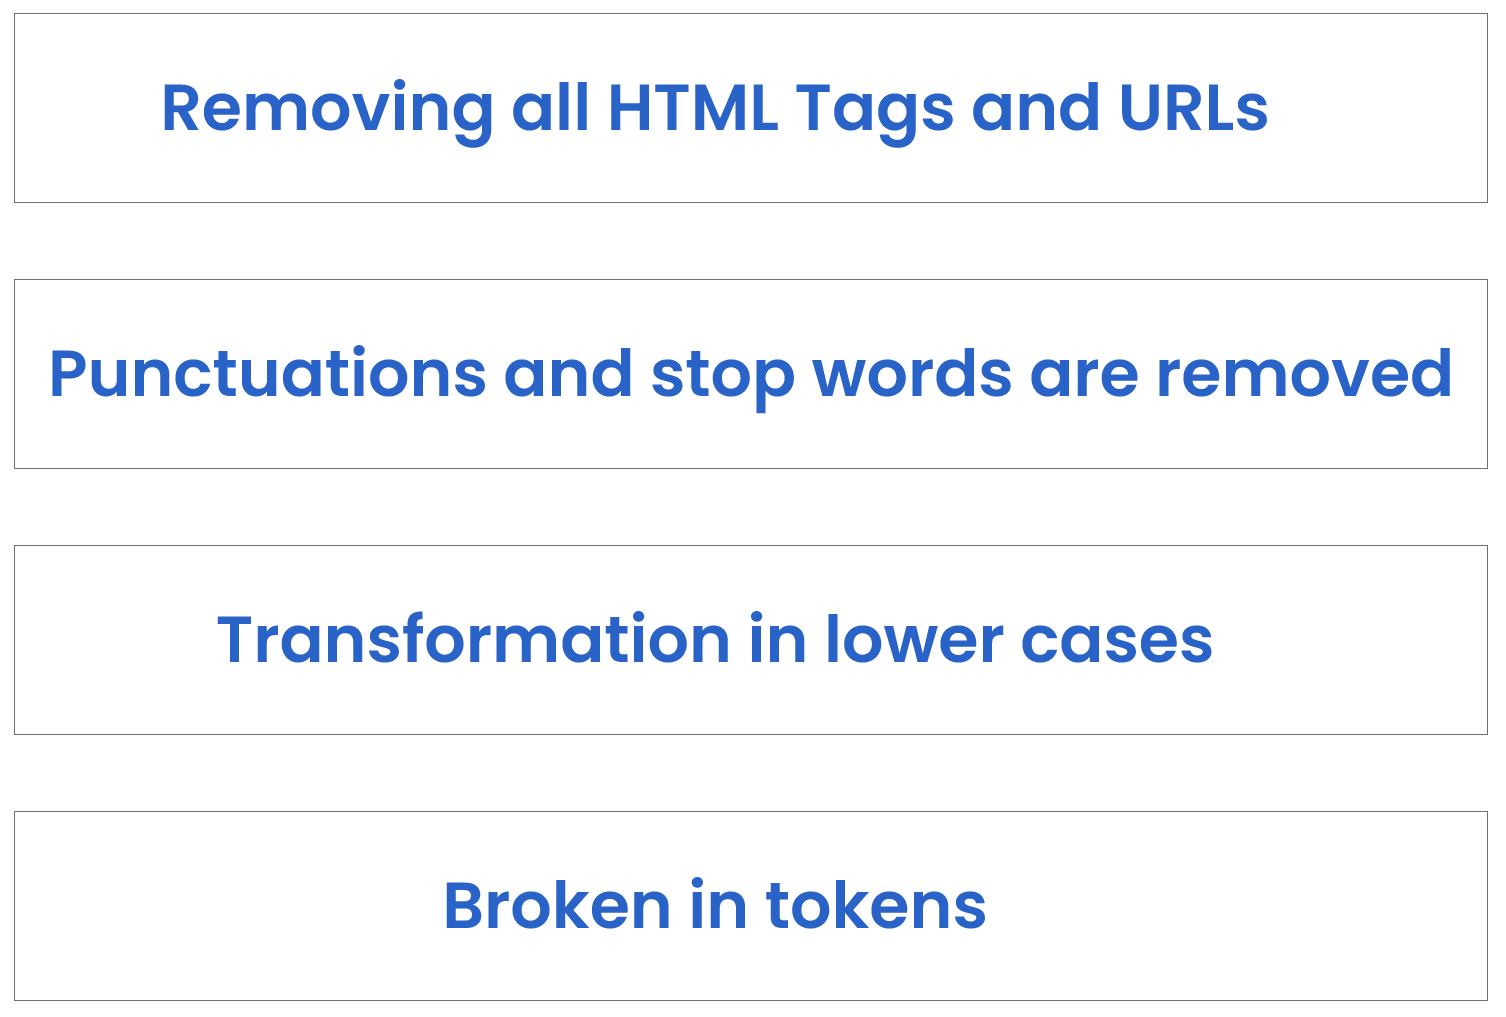 Removing all HTML Tags and URLs
Punctuations and stop words are removed
Transformation in lower cases
Broken in tokens